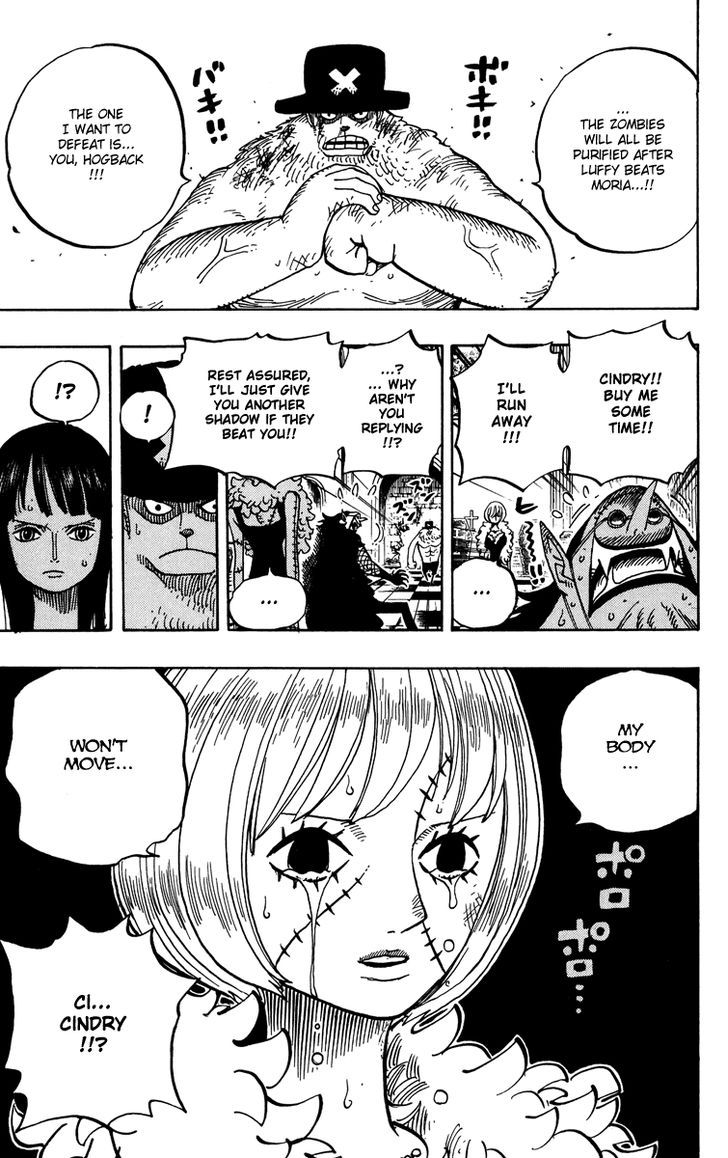 ...
THE ZOMBIES
WILL ALL BE
PURIFIED AFTER
LUFFY BEATS
MORIA...!!
ボキ!!
バキ!!
THE ONE
I WANT TO
DEFEAT IS...
YOU, HOGBACK
!!!
CINDRY!!
BUY ME
SOME
TIME!!
I'LL
RUN
AWAY
!!!
...
...?
... WHY
AREN'T
YOU
REPLYING
!!?
REST ASSURED,
I'LL JUST GIVE
YOU ANOTHER
SHADOW IF THEY
BEAT YOU!!
...
!
!?
MY
BODY
...
WON'T
MOVE...
ポロ
ポロ...
CI...
CINDRY
!!?